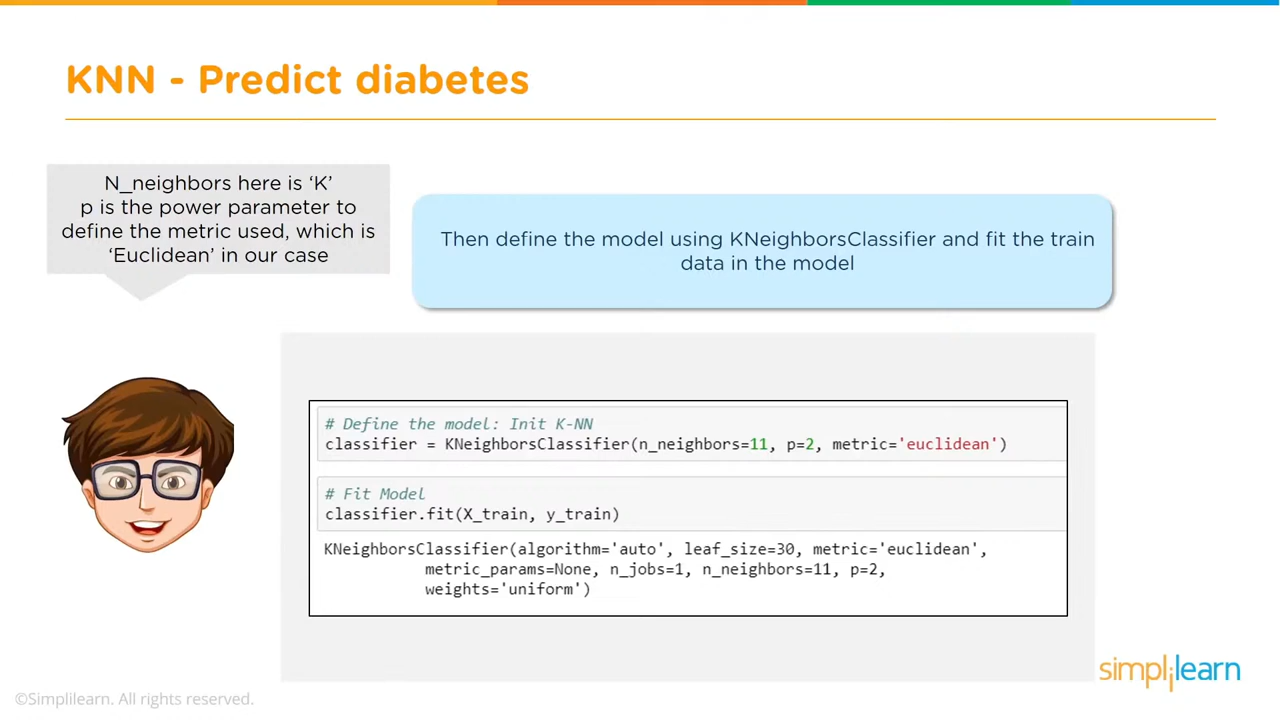 KNN - Predict diabetes
N_neighbors here is ‘K’
p is the power parameter to
define the metric used, which is
‘Euclidean’ in our case
Then define the model using KNeighborsClassifier and fit the train
data in the model
# Define the model: Init K-NN
classifier = KNeighborsClassifier(n_neighbors=11, p=2, metric='euclidean')
# Fit Model
classifier.fit(X_train, y_train)
KNeighborsClassifier(algorithm='auto', leaf_size=30, metric='euclidean',
metric_params=None, n_jobs=1, n_neighbors=11, p=2,
weights='uniform')
simplilearn
©Simplilearn. All rights reserved.